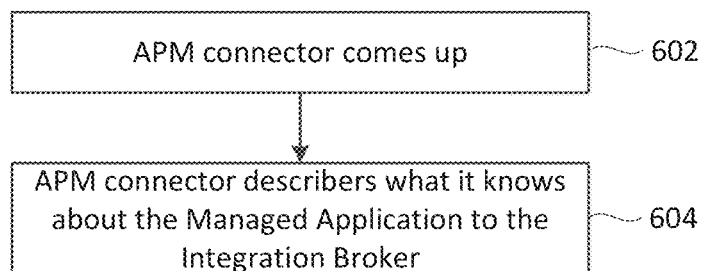 APM connector comes up
602
APM connector describers what it knows
about the Managed Application to the
Integration Broker
604